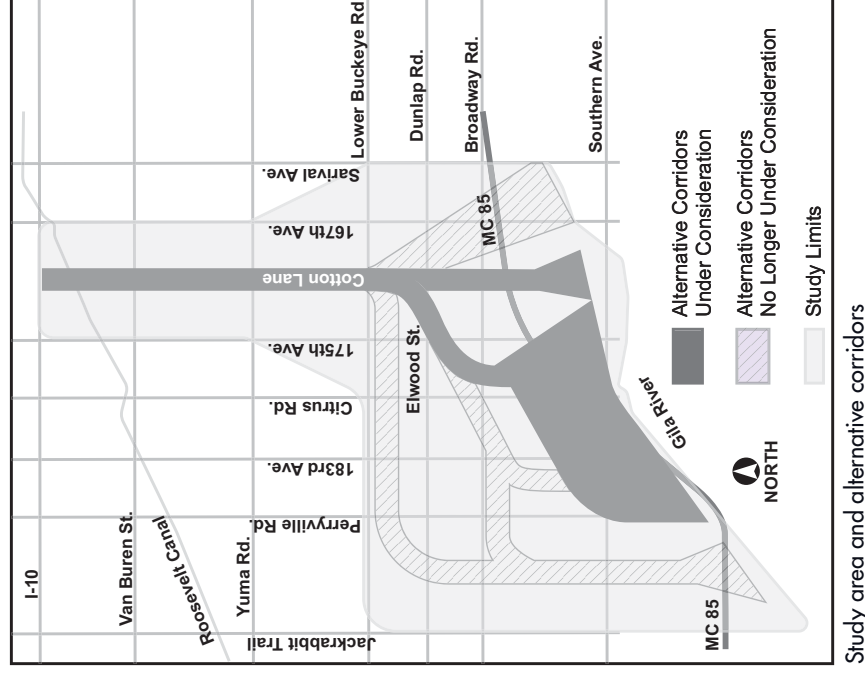 I-10
Van Buren St.
Roosevelt Canal
Yuma Rd.
Lower Buckeye Rd
Dunlap Rd.
Broadway Rd.
Southern Ave.
Elwood St.
Jackrabbit Trail
Perryville Rd.
183rd Ave.
Citrus Rd.
175th Ave.
Cotton Lane
167th Ave.
Sarival Ave.
MC 85
MC 85
Gila River
NORTH
Alternative Corridors
Under Consideration
Alternative Corridors
No Longer Under Consideration
Study Limits
Study area and alternative corridors